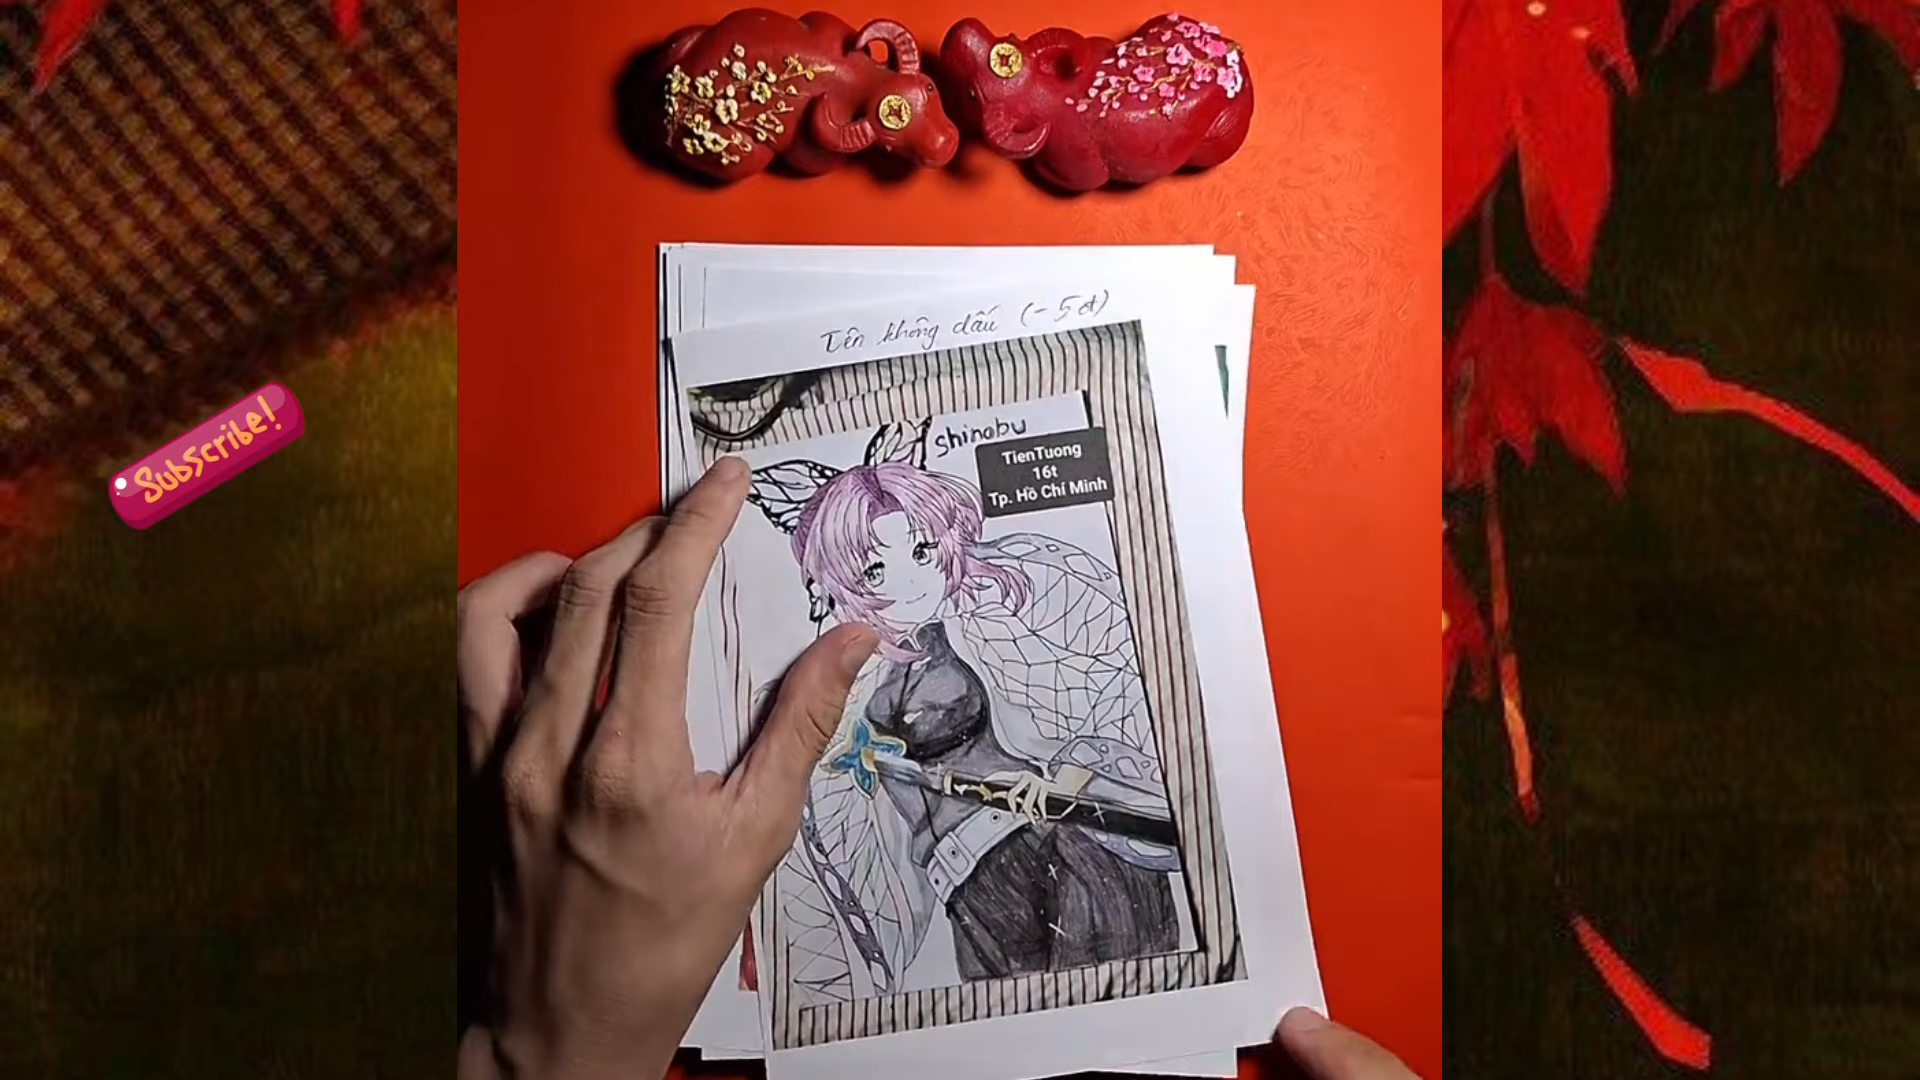 Subscribe!
Tên không dấu (-5đ)
Shinobu
TienTuong
16t
Tp. Hồ Chí Minh